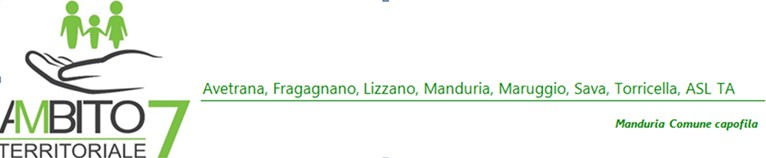 Avetrana, Fragagnano, Lizzano, Manduria, Maruggio, Sava, Torricella, ASL TA
Manduria Comune capofila
AMBITO 7
TERRITORIALE